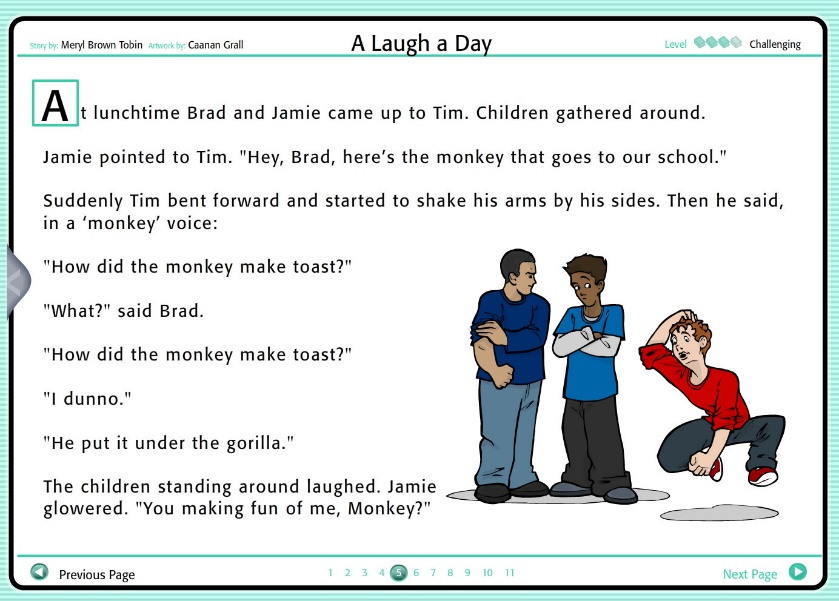 Story by: Meryl Brown Tobin Artwork by: Caanan Grall
A Laugh a Day
Level Challenging
At lunchtime Brad and Jamie came up to Tim. Children gathered around.
Jamie pointed to Tim. "Hey, Brad, here's the monkey that goes to our school."
Suddenly Tim bent forward and started to shake his arms by his sides. Then he said,
in a ‘monkey’ voice:
"How did the monkey make toast?"
"What?" said Brad.
"How did the monkey make toast?"
"I dunno."
"He put it under the gorilla."
The children standing around laughed. Jamie
glowered. "You making fun of me, Monkey?"
Previous Page
1 2 3 4 5 6 7 8 9 10 11
Next Page